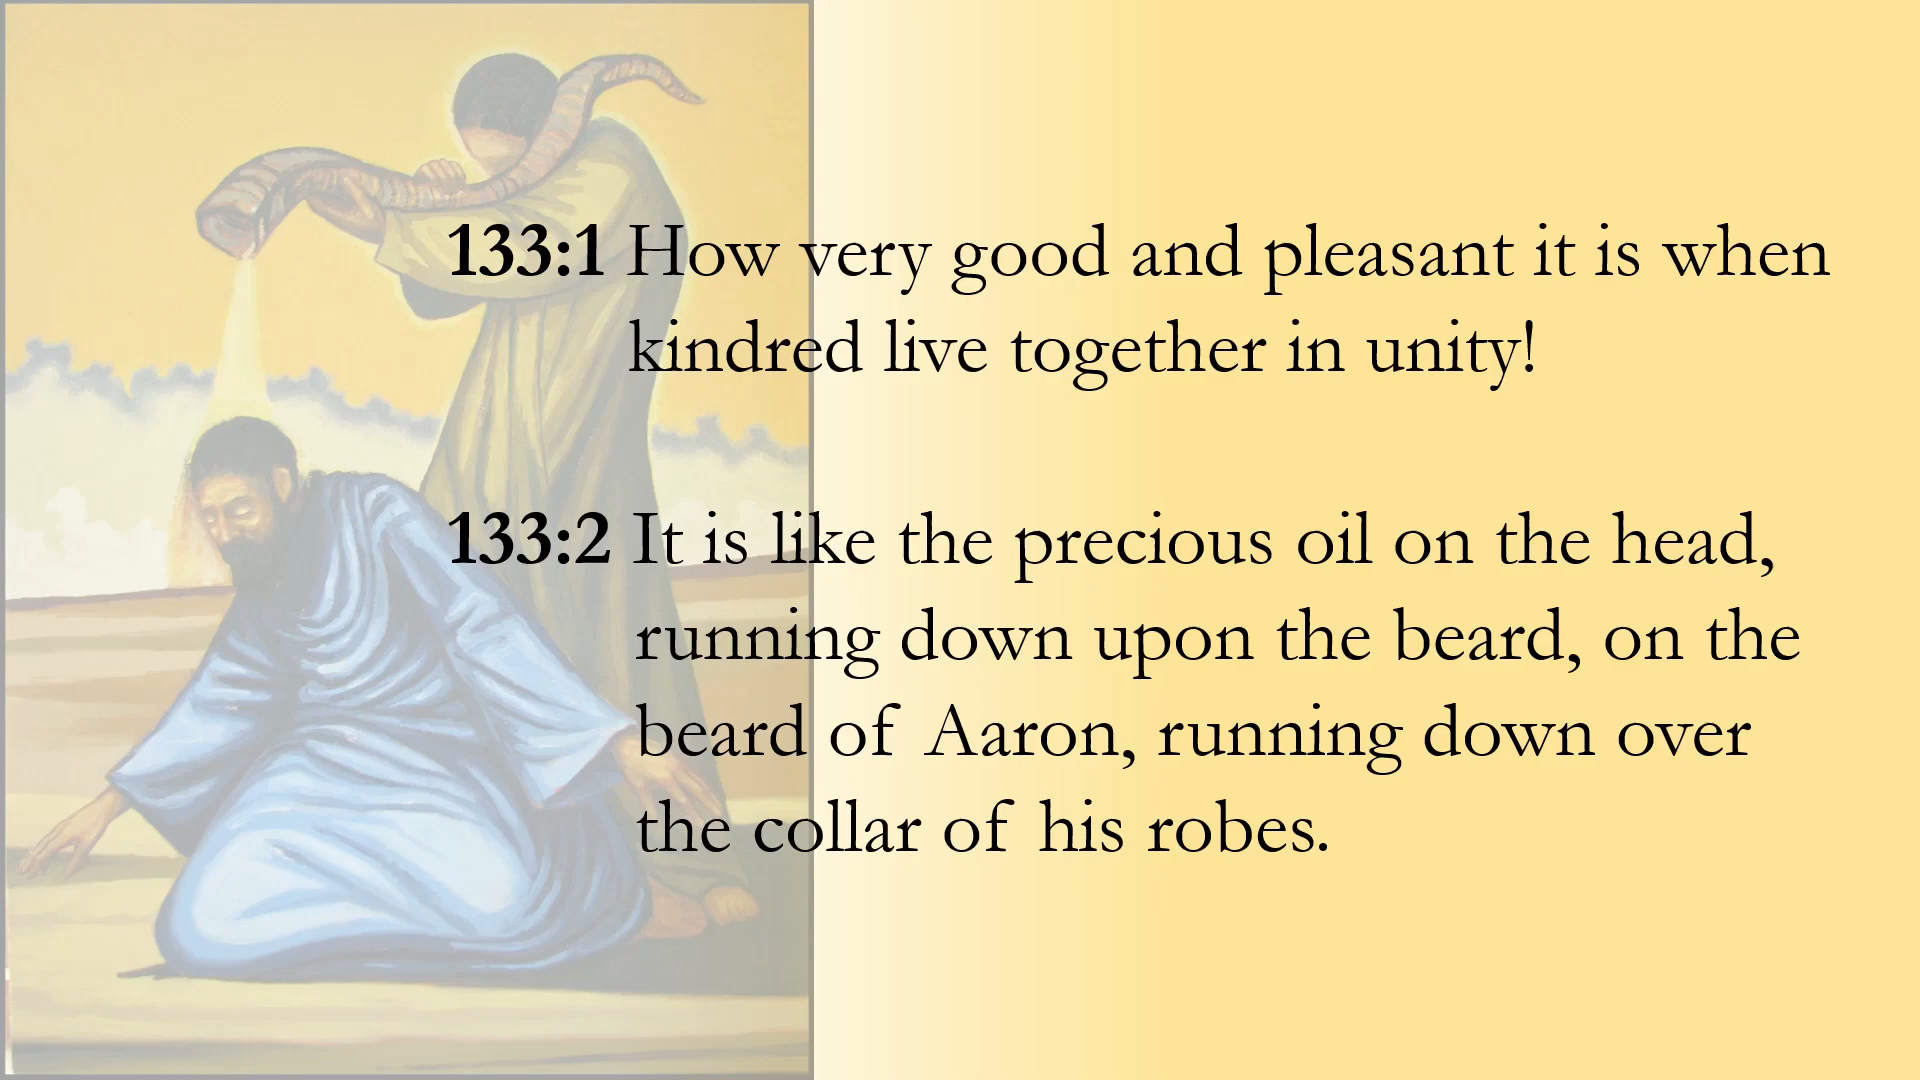 133:1 How very good and pleasant it is when
kindred live together in unity!
133:2 It is like the precious oil on the head,
running down upon the beard, on the
beard of Aaron, running down over
the collar of his robes.